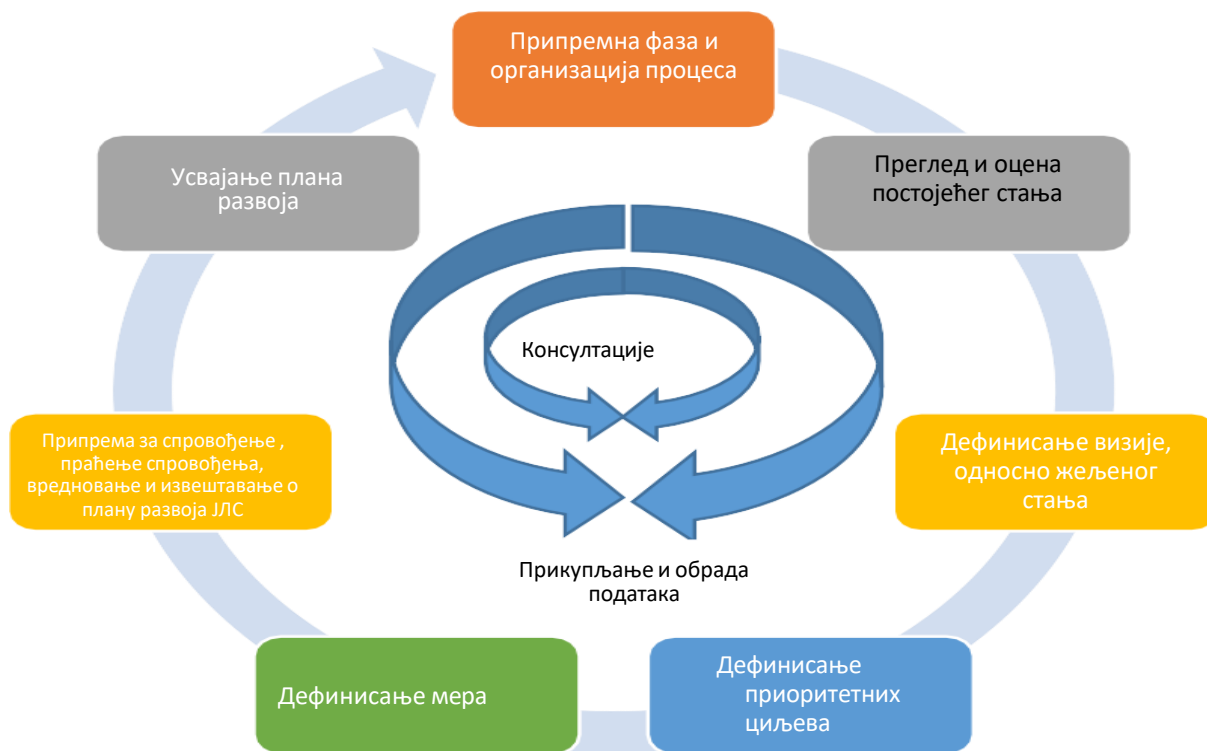 Припремна фаза и
организација процеса
Преглед и оцена
постојећег стања
Дефинисање визије,
односно жељеног
стања
Дефинисање
приоритетних
циљева
Дефинисање мера
Припрема за спровођење ,
праћење спровођења,
вредновање и извештавање о
плану развоја ЈЛС
Усвајање плана
развоја
Консултације
Прикупљање и обрада
података